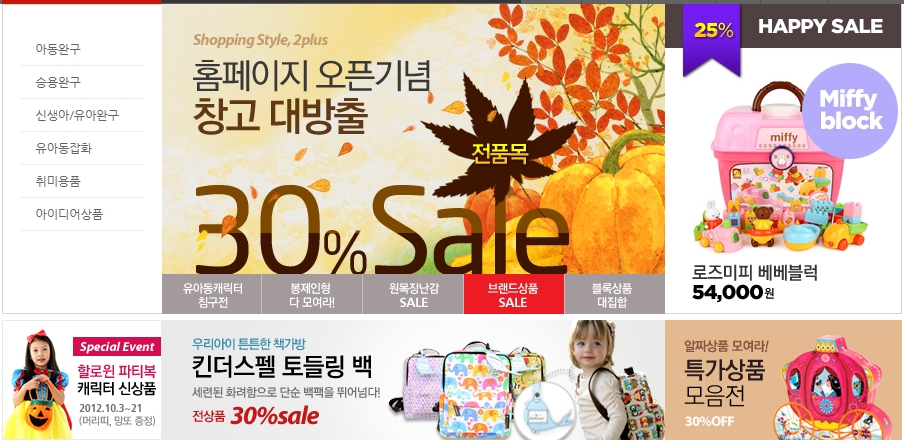 아동완구
승용완구
신생아/유아완구
유아동잡화
취미용품
아이디어상품
Shopping Style, 2plus
홈페이지 오픈기념
창고 대방출
전품목
30% Sale
유아동캐릭터
침구전
봉제인형
다 모여라!
원목장난감
SALE
브랜드상품
SALE
블록상품
대집합
25%
HAPPY SALE
Miffy
block
miffy
로즈미피 베베블럭
54,000원
Special Event
할로윈 파티복
캐릭터 신상품
2012.10.3~21
(머리띠, 망또 증정)
우리아이 튼튼한 책가방
킨더스펠 토들링 백
세련된 화려함으로 단순 백팩을 뛰어넘다!
전상품 30%sale
알짜상품 모여라!
특가상품
모음전
30%OFF